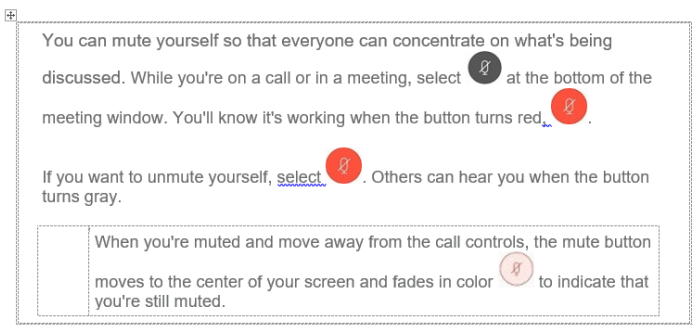 You can mute yourself so that everyone can concentrate on what's being
discussed. While you're on a call or in a meeting, select at the bottom of the
meeting window. You'll know it's working when the button turns red, .
If you want to unmute yourself, select . Others can hear you when the button
turns gray.
When you're muted and move away from the call controls, the mute button
moves to the center of your screen and fades in color to indicate that
you're still muted.